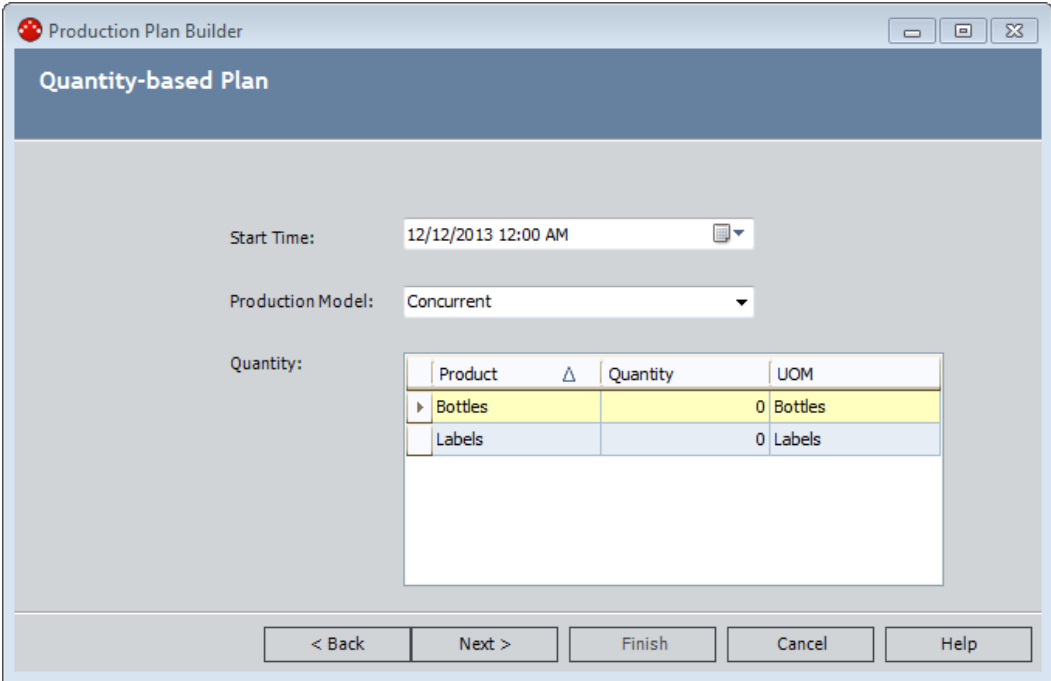 Production Plan Builder
Quantity-based Plan
Start Time: 12/12/2013 12:00 AM
Production Model: Concurrent
Quantity:
Product Quantity UOM
Bottles 0 Bottles
Labels 0 Labels
< Back Next > Finish Cancel Help